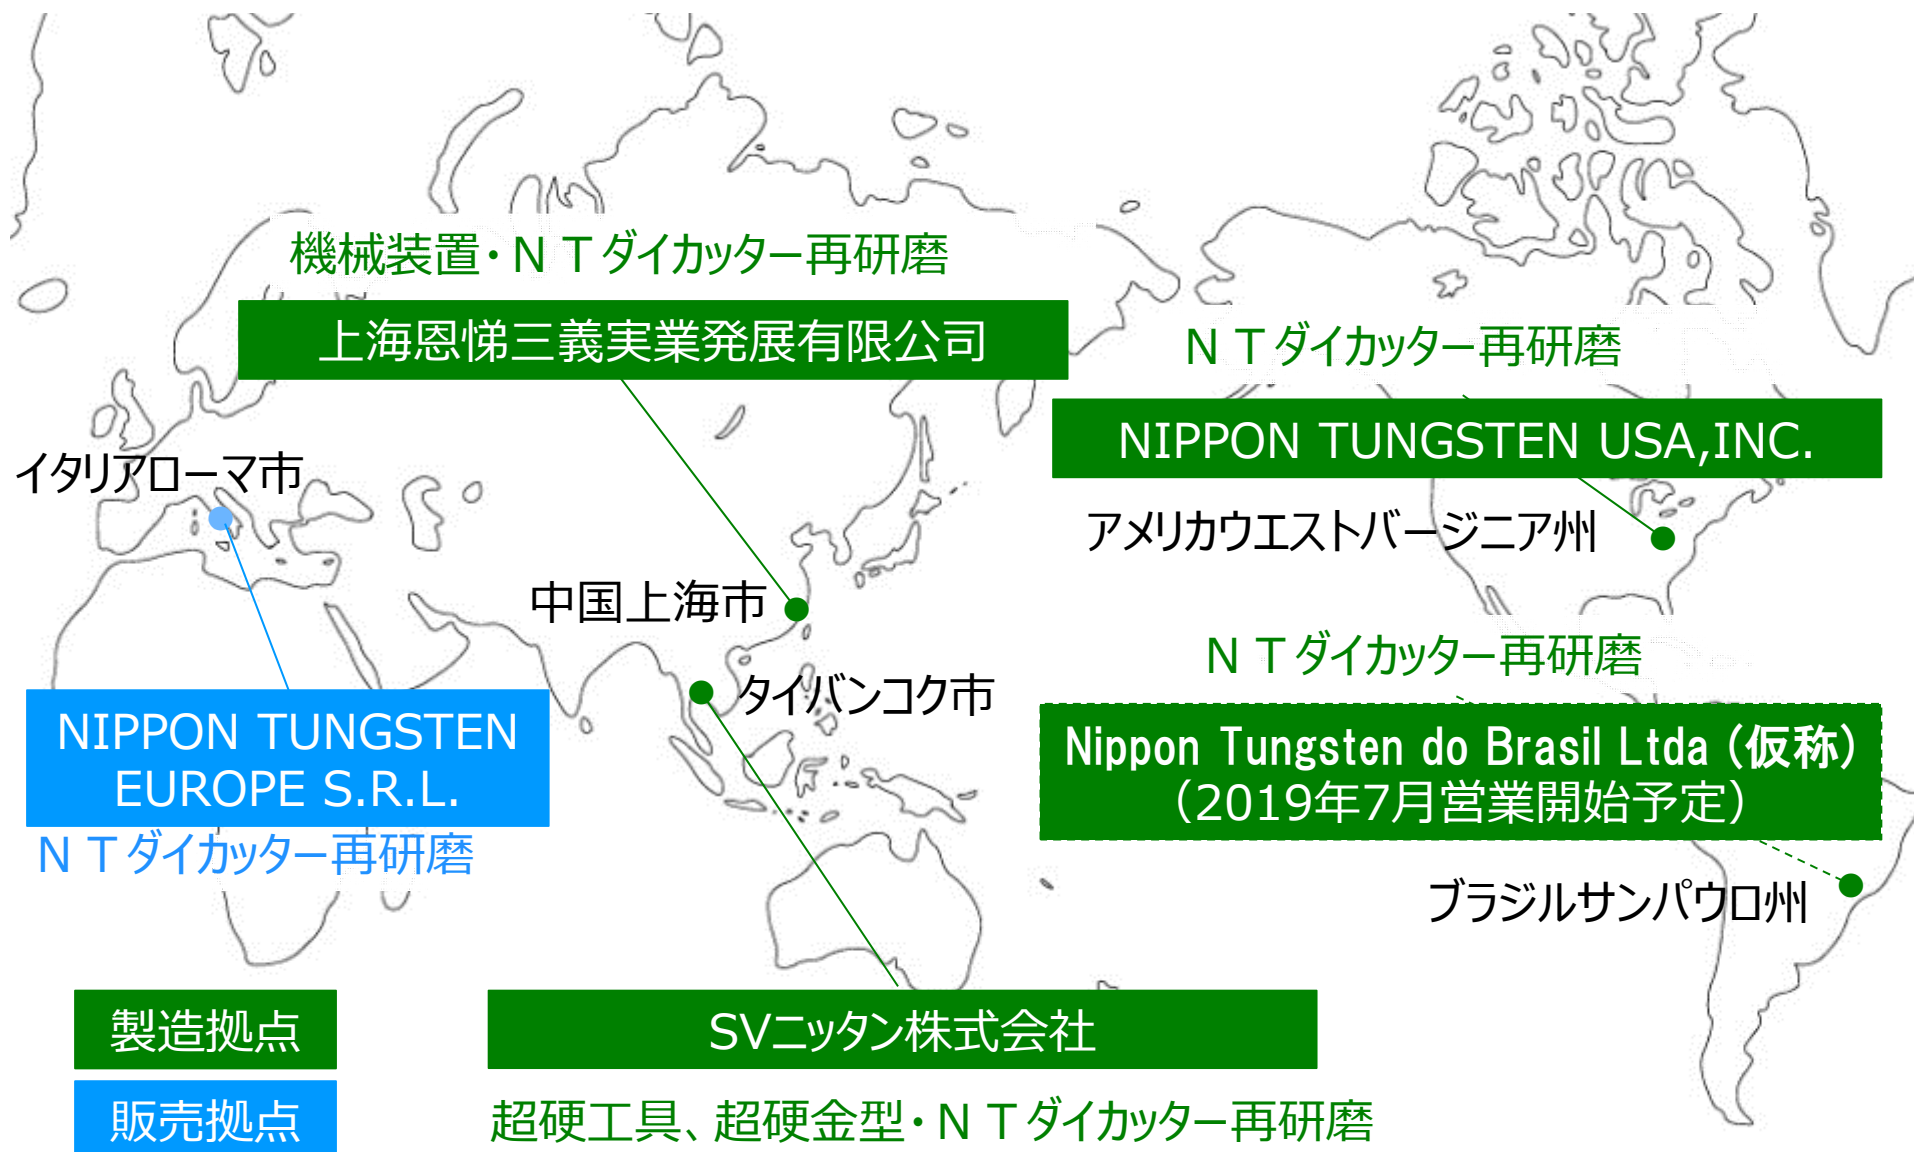 機械装置・ＮＴダイカッター再研磨
上海恩悌三義実業発展有限公司
ＮＴダイカッター再研磨
NIPPON TUNGSTEN USA,INC.
アメリカウエストバージニア州
イタリアローマ市
中国上海市
タイバンコク市
NIPPON TUNGSTEN
EUROPE S.R.L.
ＮＴダイカッター再研磨
ＮＴダイカッター再研磨
Nippon Tungsten do Brasil Ltda（仮称）
（2019年7月営業開始予定）
ブラジルサンパウロ州
製造拠点
販売拠点
SVニッタン株式会社
超硬工具、超硬金型・ＮＴダイカッター再研磨